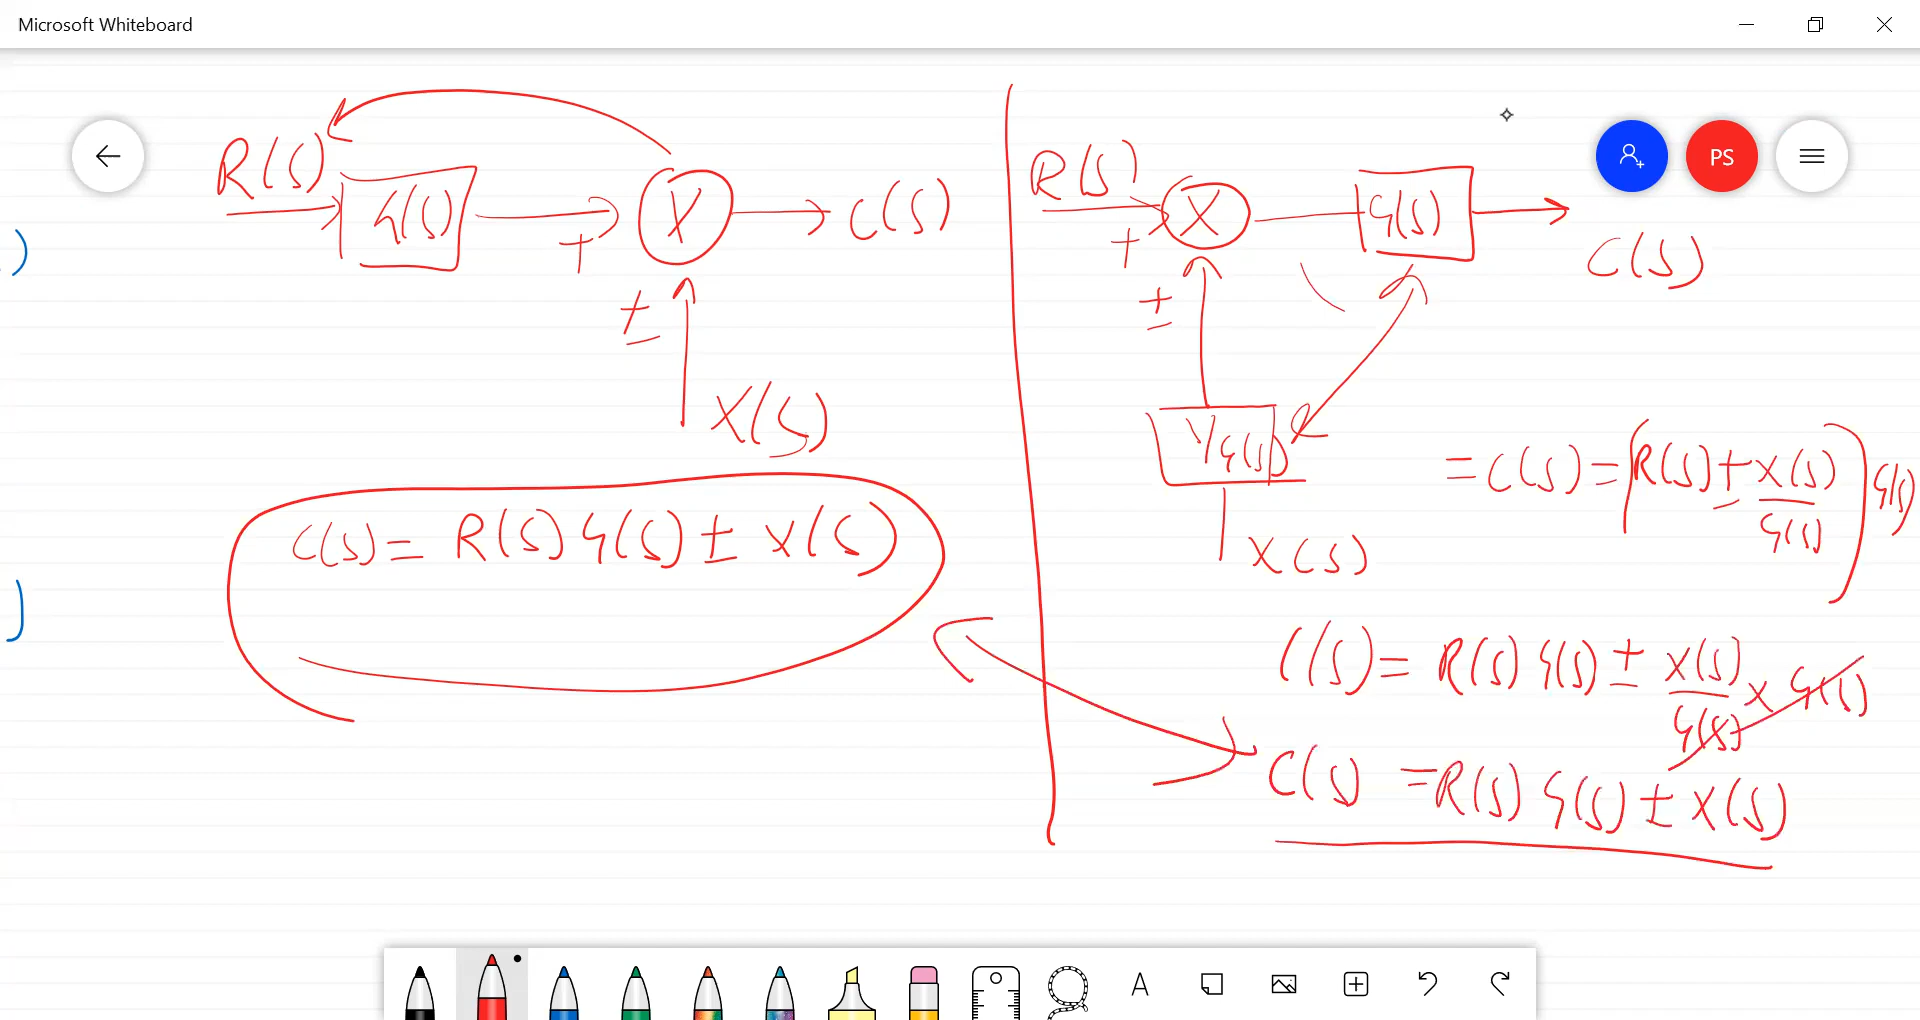 Microsoft Whiteboard
PS
R(S)
G(S)
+
X
C(S)
±
X(S)
C(S) = R(S) G(S) ± X(S)
R(S)
+
X
G(S)
C(S)
±
1/G(S)
X(S)
= C(S) = (R(S) ± X(S)/G(S)) G(S)
C(S) = R(S) G(S) ± X(S)/G(S) × G(S)
C(S) = R(S) G(S) ± X(S)
A